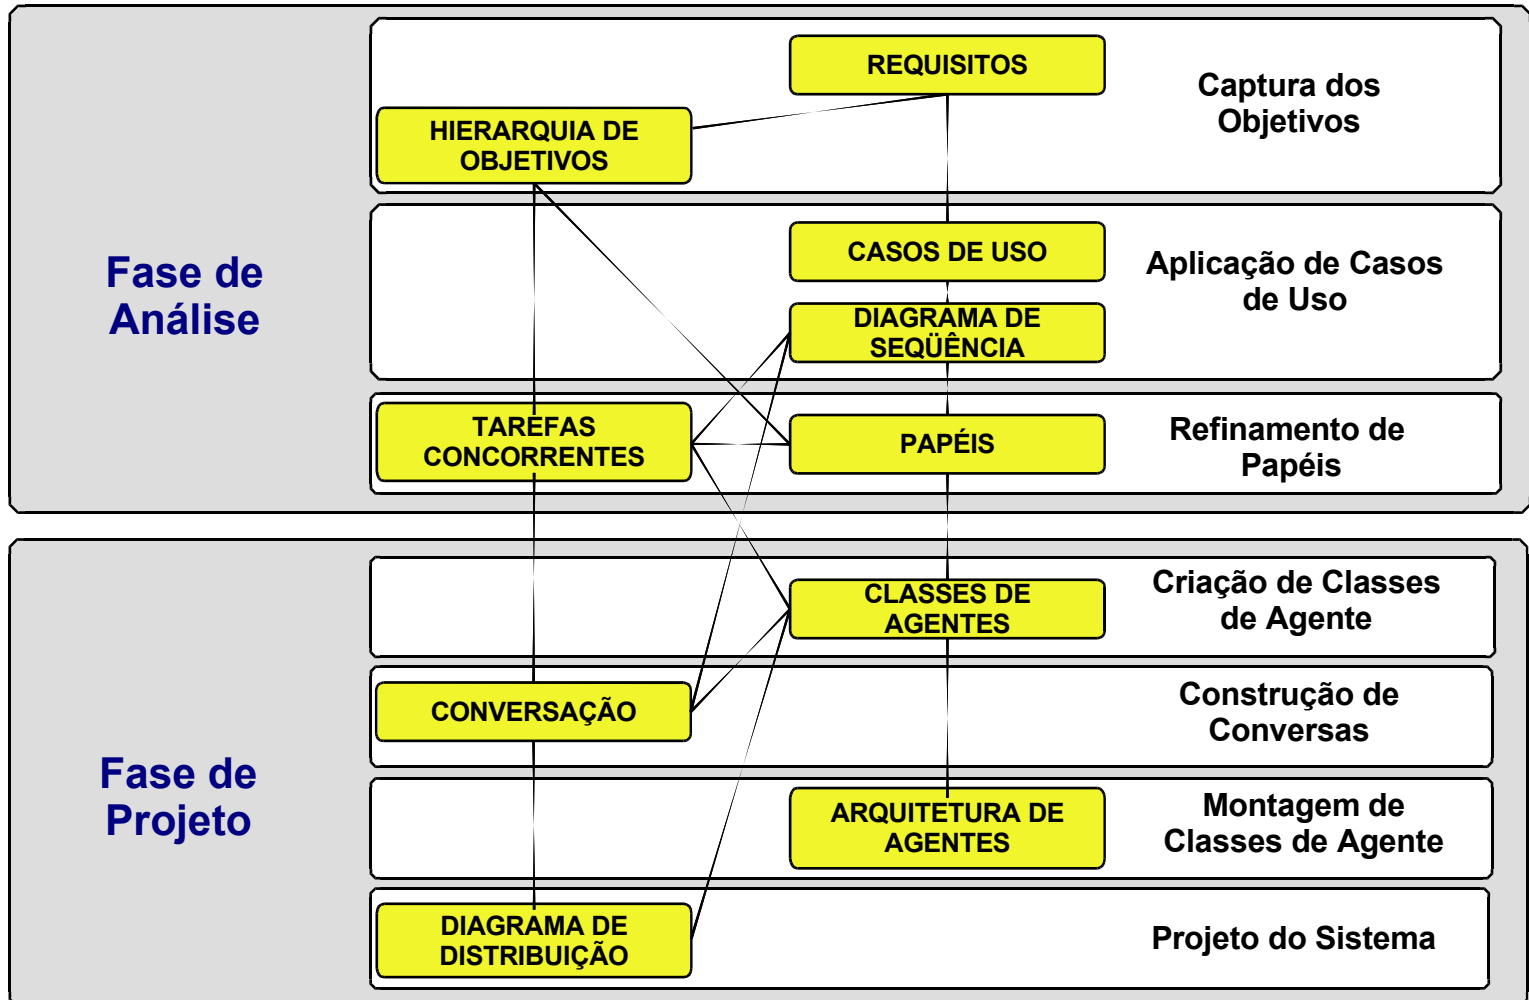 REQUISITOS
HIERARQUIA DE
OBJETIVOS
Captura dos
Objetivos
Fase de
Análise
CASOS DE USO
DIAGRAMA DE
SEQÜÊNCIA
Aplicação de Casos
de Uso
TAREFAS
CONCORRENTES
PAPÉIS
Refinamento de
Papéis
Fase de
Projeto
CLASSES DE
AGENTES
Criação de Classes
de Agente
CONVERSAÇÃO
Construção de
Conversas
ARQUITETURA DE
AGENTES
Montagem de
Classes de Agente
DIAGRAMA DE
DISTRIBUIÇÃO
Projeto do Sistema